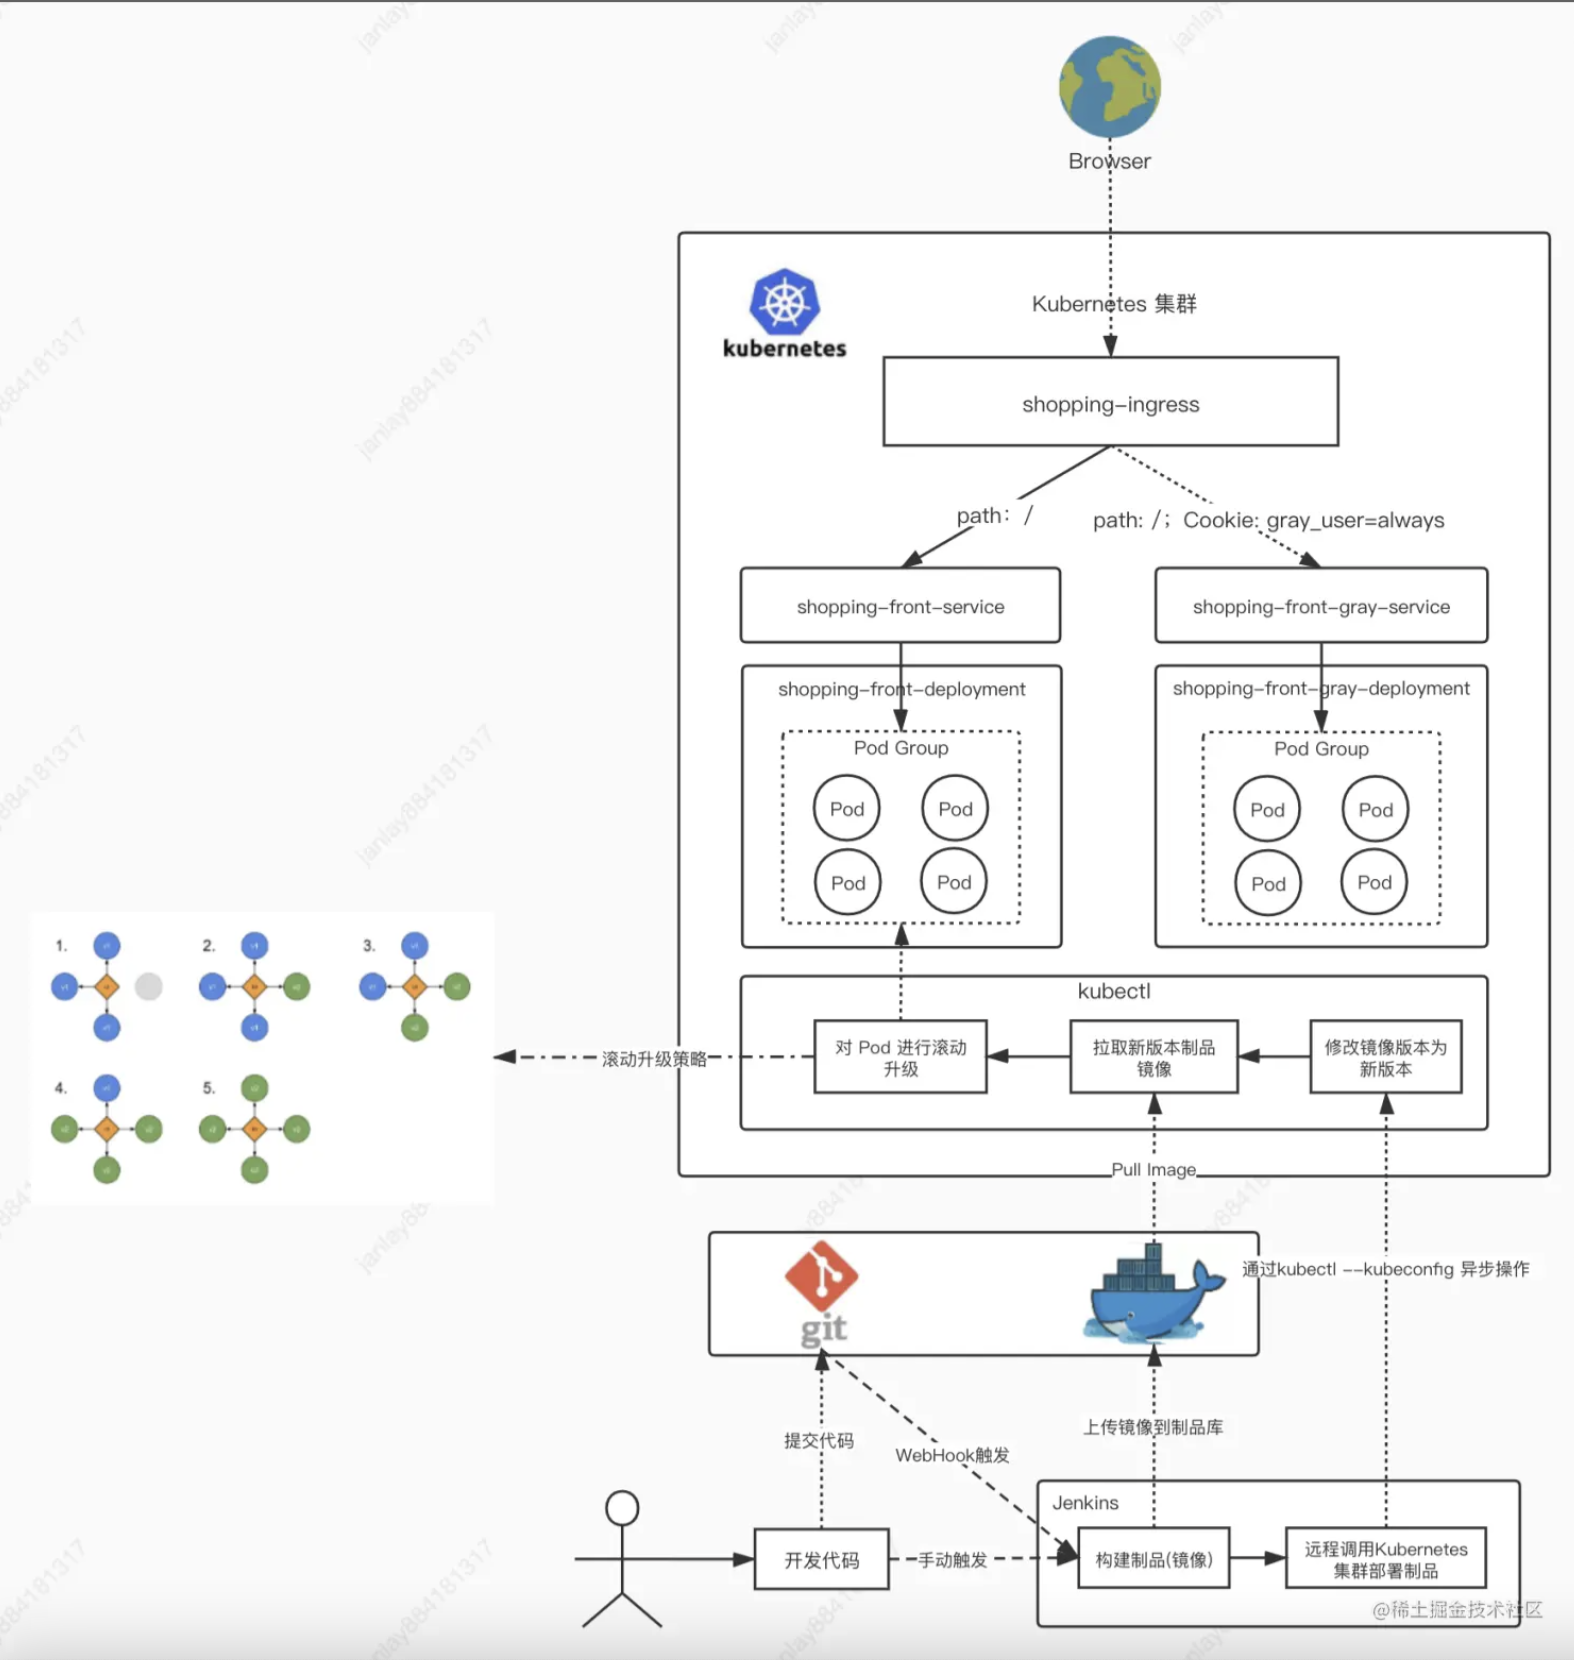 Browser
Kubernetes 集群
kubernetes
shopping-ingress
path: /
path: /; Cookie: gray_user=always
shopping-front-service
shopping-front-gray-service
shopping-front-deployment
shopping-front-gray-deployment
Pod Group
Pod Group
Pod
Pod
Pod
Pod
Pod
Pod
Pod
Pod
kubectl
对 Pod 进行滚动
升级
拉取新版本制品
镜像
修改镜像版本为
新版本
滚动升级策略
1.
2.
3.
4.
5.
Pull Image
git
通过kubectl --kubeconfig 异步操作
提交代码
WebHook触发
上传镜像到制品库
Jenkins
开发代码
手动触发
构建制品(镜像)
远程调用Kubernetes
集群部署制品
@稀土掘金技术社区
janlay884181317
janlay884181317
janlay884181317